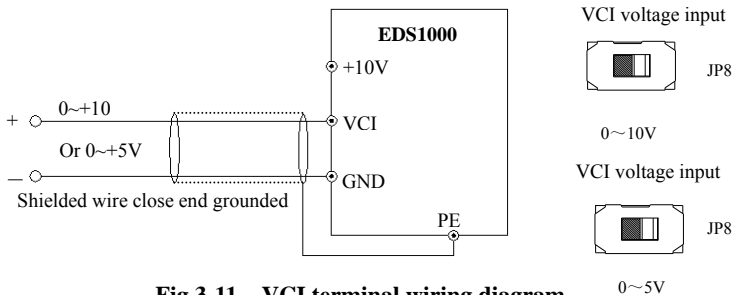 VCI voltage input
EDS1000
+10V
JP8
0~+10
+
VCI
0～10V
Or 0~+5V
VCI voltage input
—
GND
Shielded wire close end grounded
PE
JP8
0～5V
Fig.3-11 VCI terminal wiring diagram